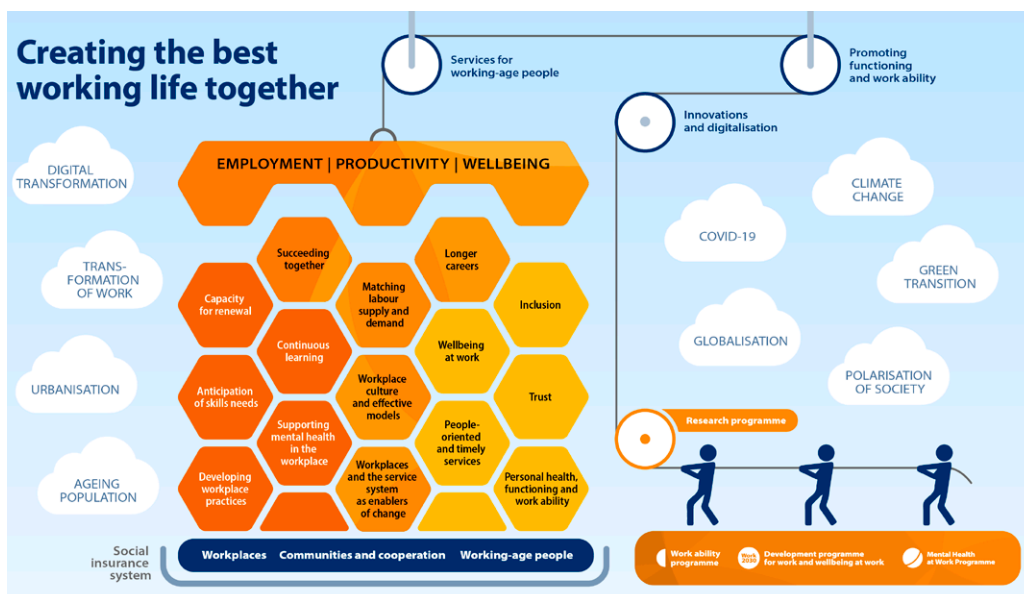 Creating the best
working life together
Services for
working-age people
Promoting
functioning
and work ability
Innovations
and digitalisation
DIGITAL
TRANSFORMATION
TRANS-
FORMATION
OF WORK
URBANISATION
AGEING
POPULATION
EMPLOYMENT | PRODUCTIVITY | WELLBEING
Succeeding
together
Longer
careers
Capacity
for renewal
Matching
labour
supply and
demand
Inclusion
Continuous
learning
Wellbeing
at work
Anticipation
of skills needs
Workplace
culture
and effective
models
Trust
Supporting
mental health
in the
workplace
People-
oriented
and timely
services
Developing
workplace
practices
Workplaces
and the service
system
as enablers
of change
Personal health,
functioning and
work ability
Social
insurance
system
Workplaces Communities and cooperation Working-age people
CLIMATE
CHANGE
COVID-19
GREEN
TRANSITION
GLOBALISATION
POLARISATION
OF SOCIETY
Research programme
Work ability
programme
Work
2030
Development programme
for work and wellbeing at work
Mental Health
at Work Programme